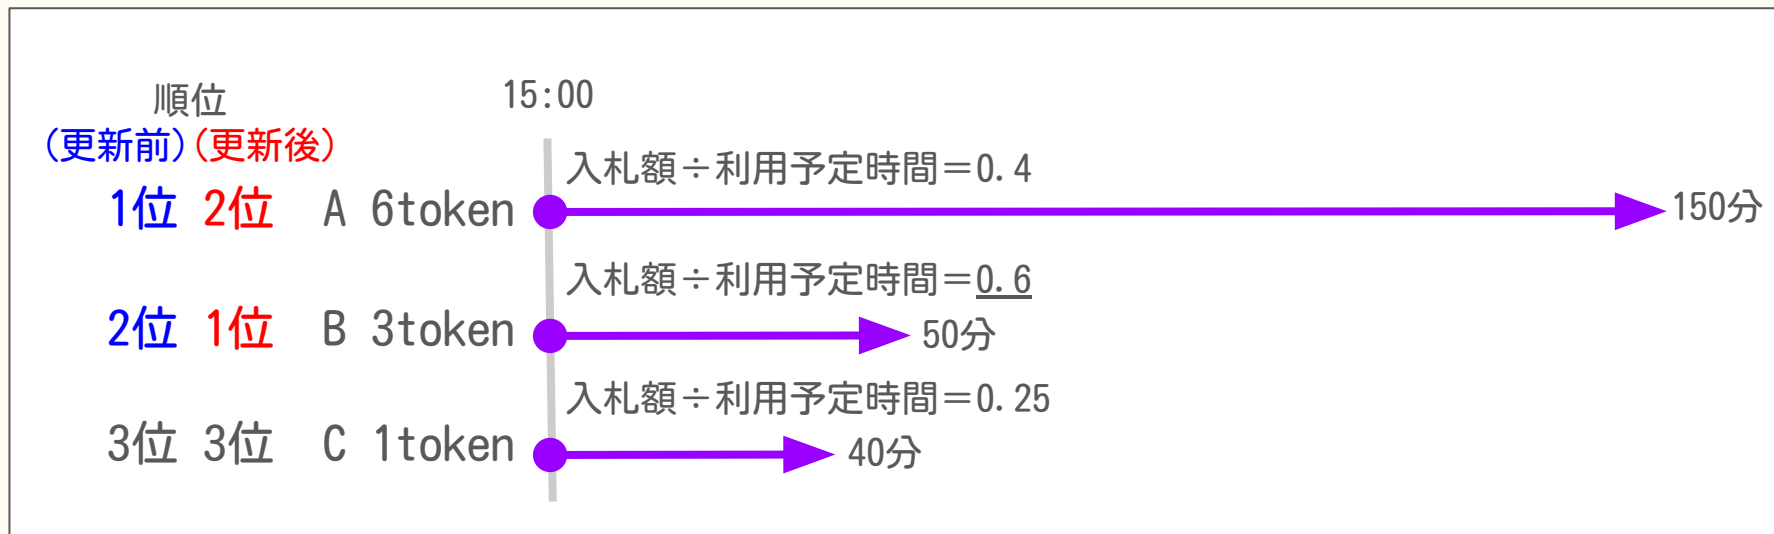 順位
(更新前)(更新後)
15:00
入札額÷利用予定時間＝0.4
1位 2位 A 6token
150分
入札額÷利用予定時間＝0.6
2位 1位 B 3token
50分
入札額÷利用予定時間＝0.25
3位 3位 C 1token
40分